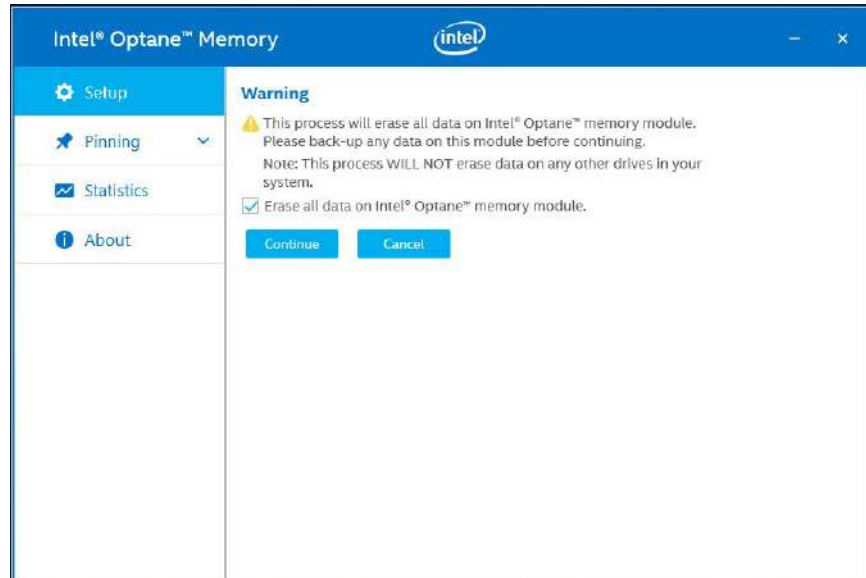 Intel® Optane™ Memory
intel
Setup
Pinning
Statistics
About
Warning
This process will erase all data on Intel® Optane™ memory module.
Please back-up any data on this module before continuing.
Note: This process WILL NOT erase data on any other drives in your
system.
Erase all data on Intel® Optane™ memory module.
Continue
Cancel